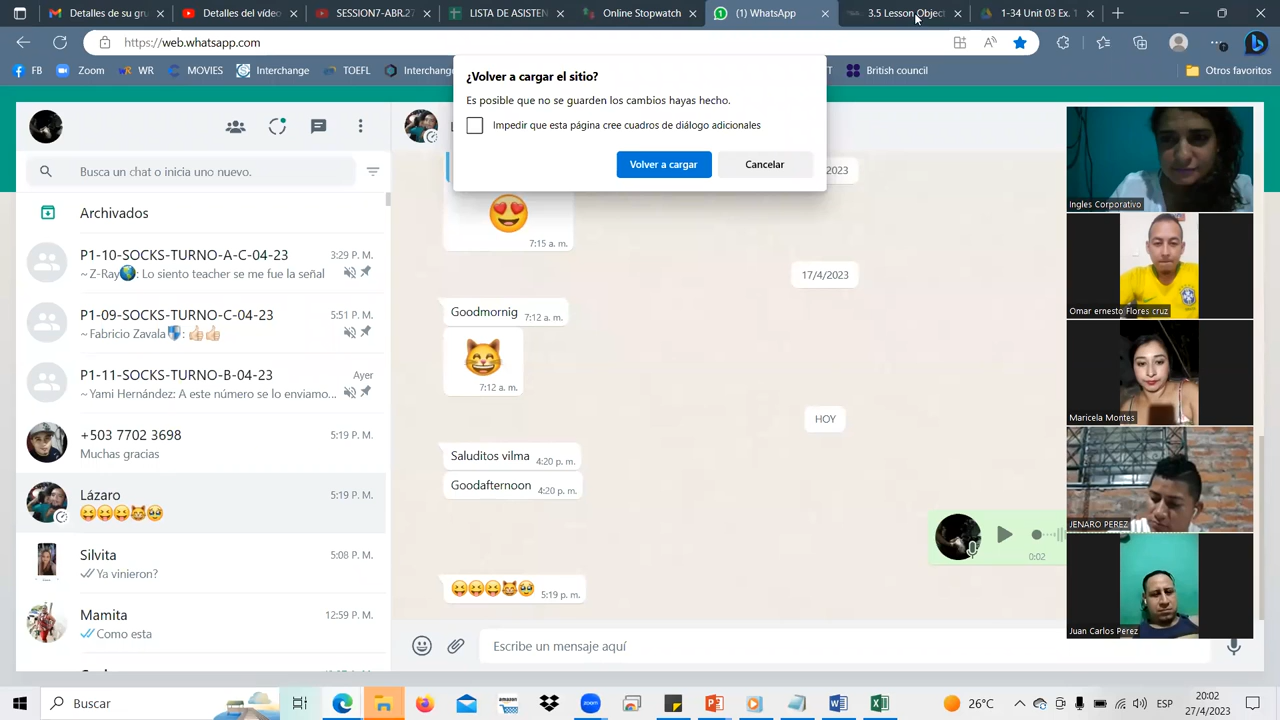 Detalles de su gru
Detalles del vídeo
SESSION7-ABR.27
LISTA DE ASISTEN
Online Stopwatch
(1) WhatsApp
3.5 Lesson Object
1-34 Unit 03 Ex.
https://web.whatsapp.com
FB
Zoom
WR
MOVIES
Interchange
TOEFL
Interchang
T
British council
Otros favoritos
¿Volver a cargar el sitio?
Es posible que no se guarden los cambios hayas hecho.
Impedir que esta página cree cuadros de diálogo adicionales
Volver a cargar
Cancelar
Busca un chat o inicia uno nuevo.
Archivados
P1-10-SOCKS-TURNO-A-C-04-23
3:29 P. M.
~ Z-Ray🌎: Lo siento teacher se me fue la señal
P1-09-SOCKS-TURNO-C-04-23
5:51 P. M.
~ Fabricio Zavala🛡️: 👍🏻👍🏻
P1-11-SOCKS-TURNO-B-04-23
Ayer
~ Yami Hernández: A este número se lo enviamo...
+503 7702 3698
5:19 P. M.
Muchas gracias
Lázaro
5:19 P. M.
😝😝😝😹🥹
Silvita
5:08 P. M.
Ya vinieron?
Mamita
12:59 P. M.
Como esta
2023
7:15 a. m.
17/4/2023
Goodmornig 7:12 a. m.
7:12 a. m.
HOY
Saluditos vilma 4:20 p. m.
Goodafternoon 4:20 p. m.
0:02
😝😝😝😹🥹 5:19 p. m.
Escribe un mensaje aquí
Ingles Corporativo
Omar ernesto Flores cruz
Maricela Montes
JENARO PEREZ
Juan Carlos Perez
Buscar
26°C
ESP
20:02
27/4/2023